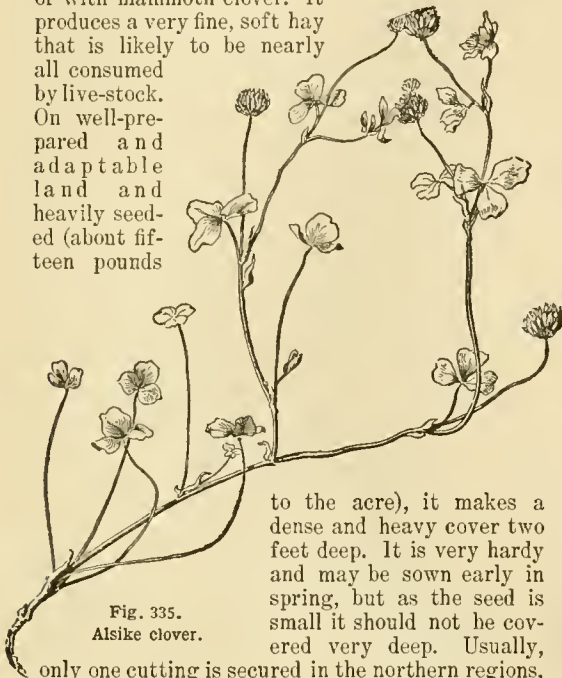 or with mammoth clover. It
produces a very fine, soft hay
that is likely to be nearly
all consumed
by live-stock.
On well-pre-
pared and
adaptable
land and
heavily seed-
ed (about fif-
teen pounds
to the acre), it makes a
dense and heavy cover two
feet deep. It is very hardy
and may be sown early in
spring, but as the seed is
small it should not be cov-
ered very deep. Usually,
only one cutting is secured in the northern regions,
Fig. 335.
Alsike clover.